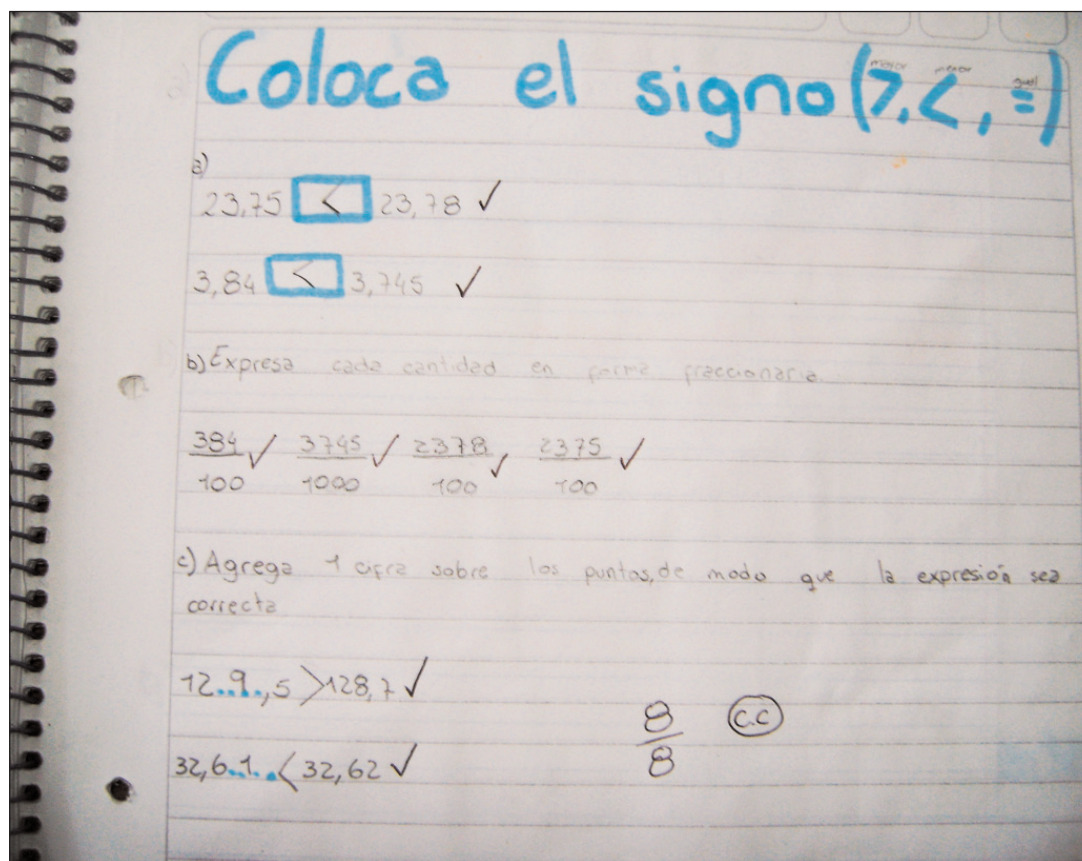 Coloca el signo (>, <, =)
mayor menor igual
a)
23,75 < 23,78 ✓
3,84 < 3,745 ✓
b) Expresa cada cantidad en forma fraccionaria.
384/100 ✓ 3745/1000 ✓ 2378/100 ✓ 2375/100 ✓
c) Agrega 1 cifra sobre los puntos, de modo que la expresión sea
correcta
12..9..,5 > 128,7 ✓
32,6..1.. < 32,62 ✓
8/8 C.C